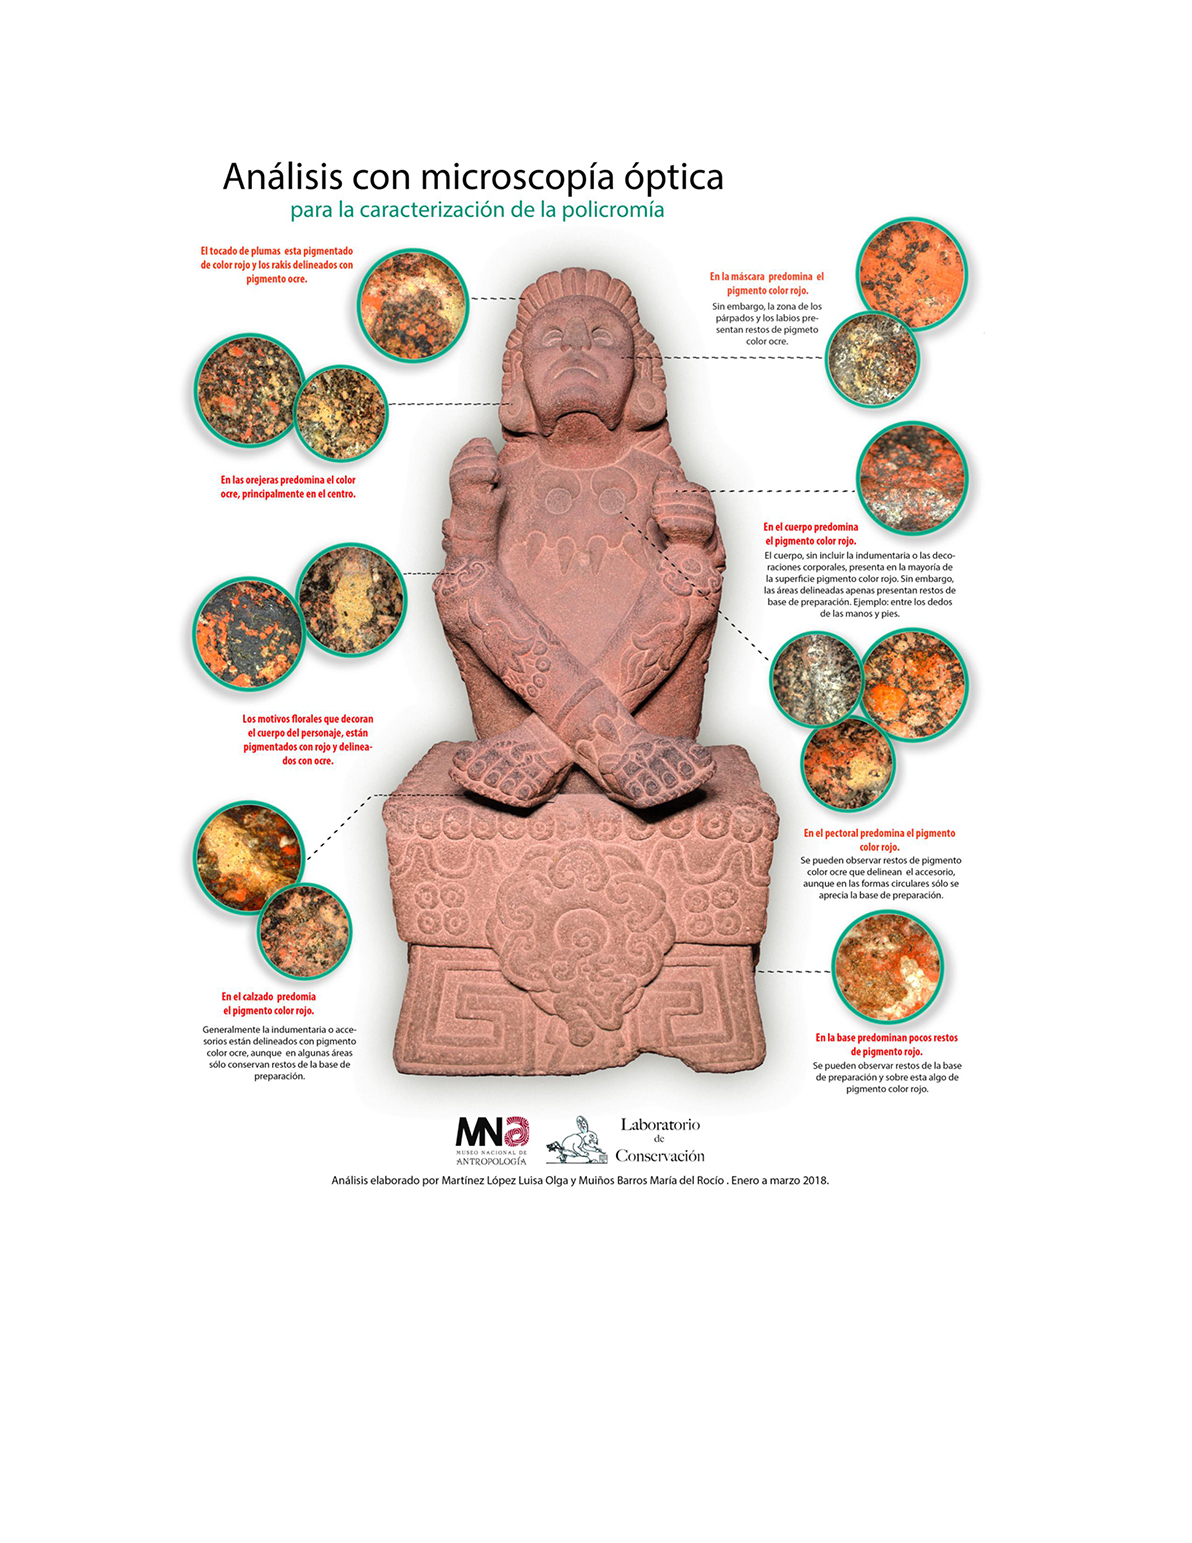 Análisis con microscopía óptica
para la caracterización de la policromía
El tocado de plumas esta pigmentado
de color rojo y los rakis delineados con
pigmento ocre.
En las orejeras predomina el color
ocre, principalmente en el centro.
Los motivos florales que decoran
el cuerpo del personaje, están
pigmentados con rojo y delinea-
dos con ocre.
En el calzado predomia
el pigmento color rojo.
Generalmente la indumentaria o acce-
sorios están delineados con pigmento
color ocre, aunque en algunas áreas
sólo conservan restos de la base de
preparación.
En la máscara predomina el
pigmento color rojo.
Sin embargo, la zona de los
párpados y los labios pre-
sentan restos de pigmeto
color ocre.
En el cuerpo predomina
el pigmento color rojo.
El cuerpo, sin incluir la indumentaria o las deco-
raciones corporales, presenta en la mayoría de
la superficie pigmento color rojo. Sin embargo,
las áreas delineadas apenas presentan restos de
base de preparación. Ejemplo: entre los dedos
de las manos y pies.
En el pectoral predomina el pigmento
color rojo.
Se pueden observar restos de pigmento
color ocre que delinean el accesorio,
aunque en las formas circulares sólo se
aprecia la base de preparación.
En la base predominan pocos restos
de pigmento rojo.
Se pueden observar restos de la base
de preparación y sobre esta algo de
pigmento color rojo.
MNA
MUSEO NACIONAL DE
ANTROPOLOGÍA
Laboratorio
de
Conservación
Análisis elaborado por Martínez López Luisa Olga y Muiños Barros María del Rocío . Enero a marzo 2018.